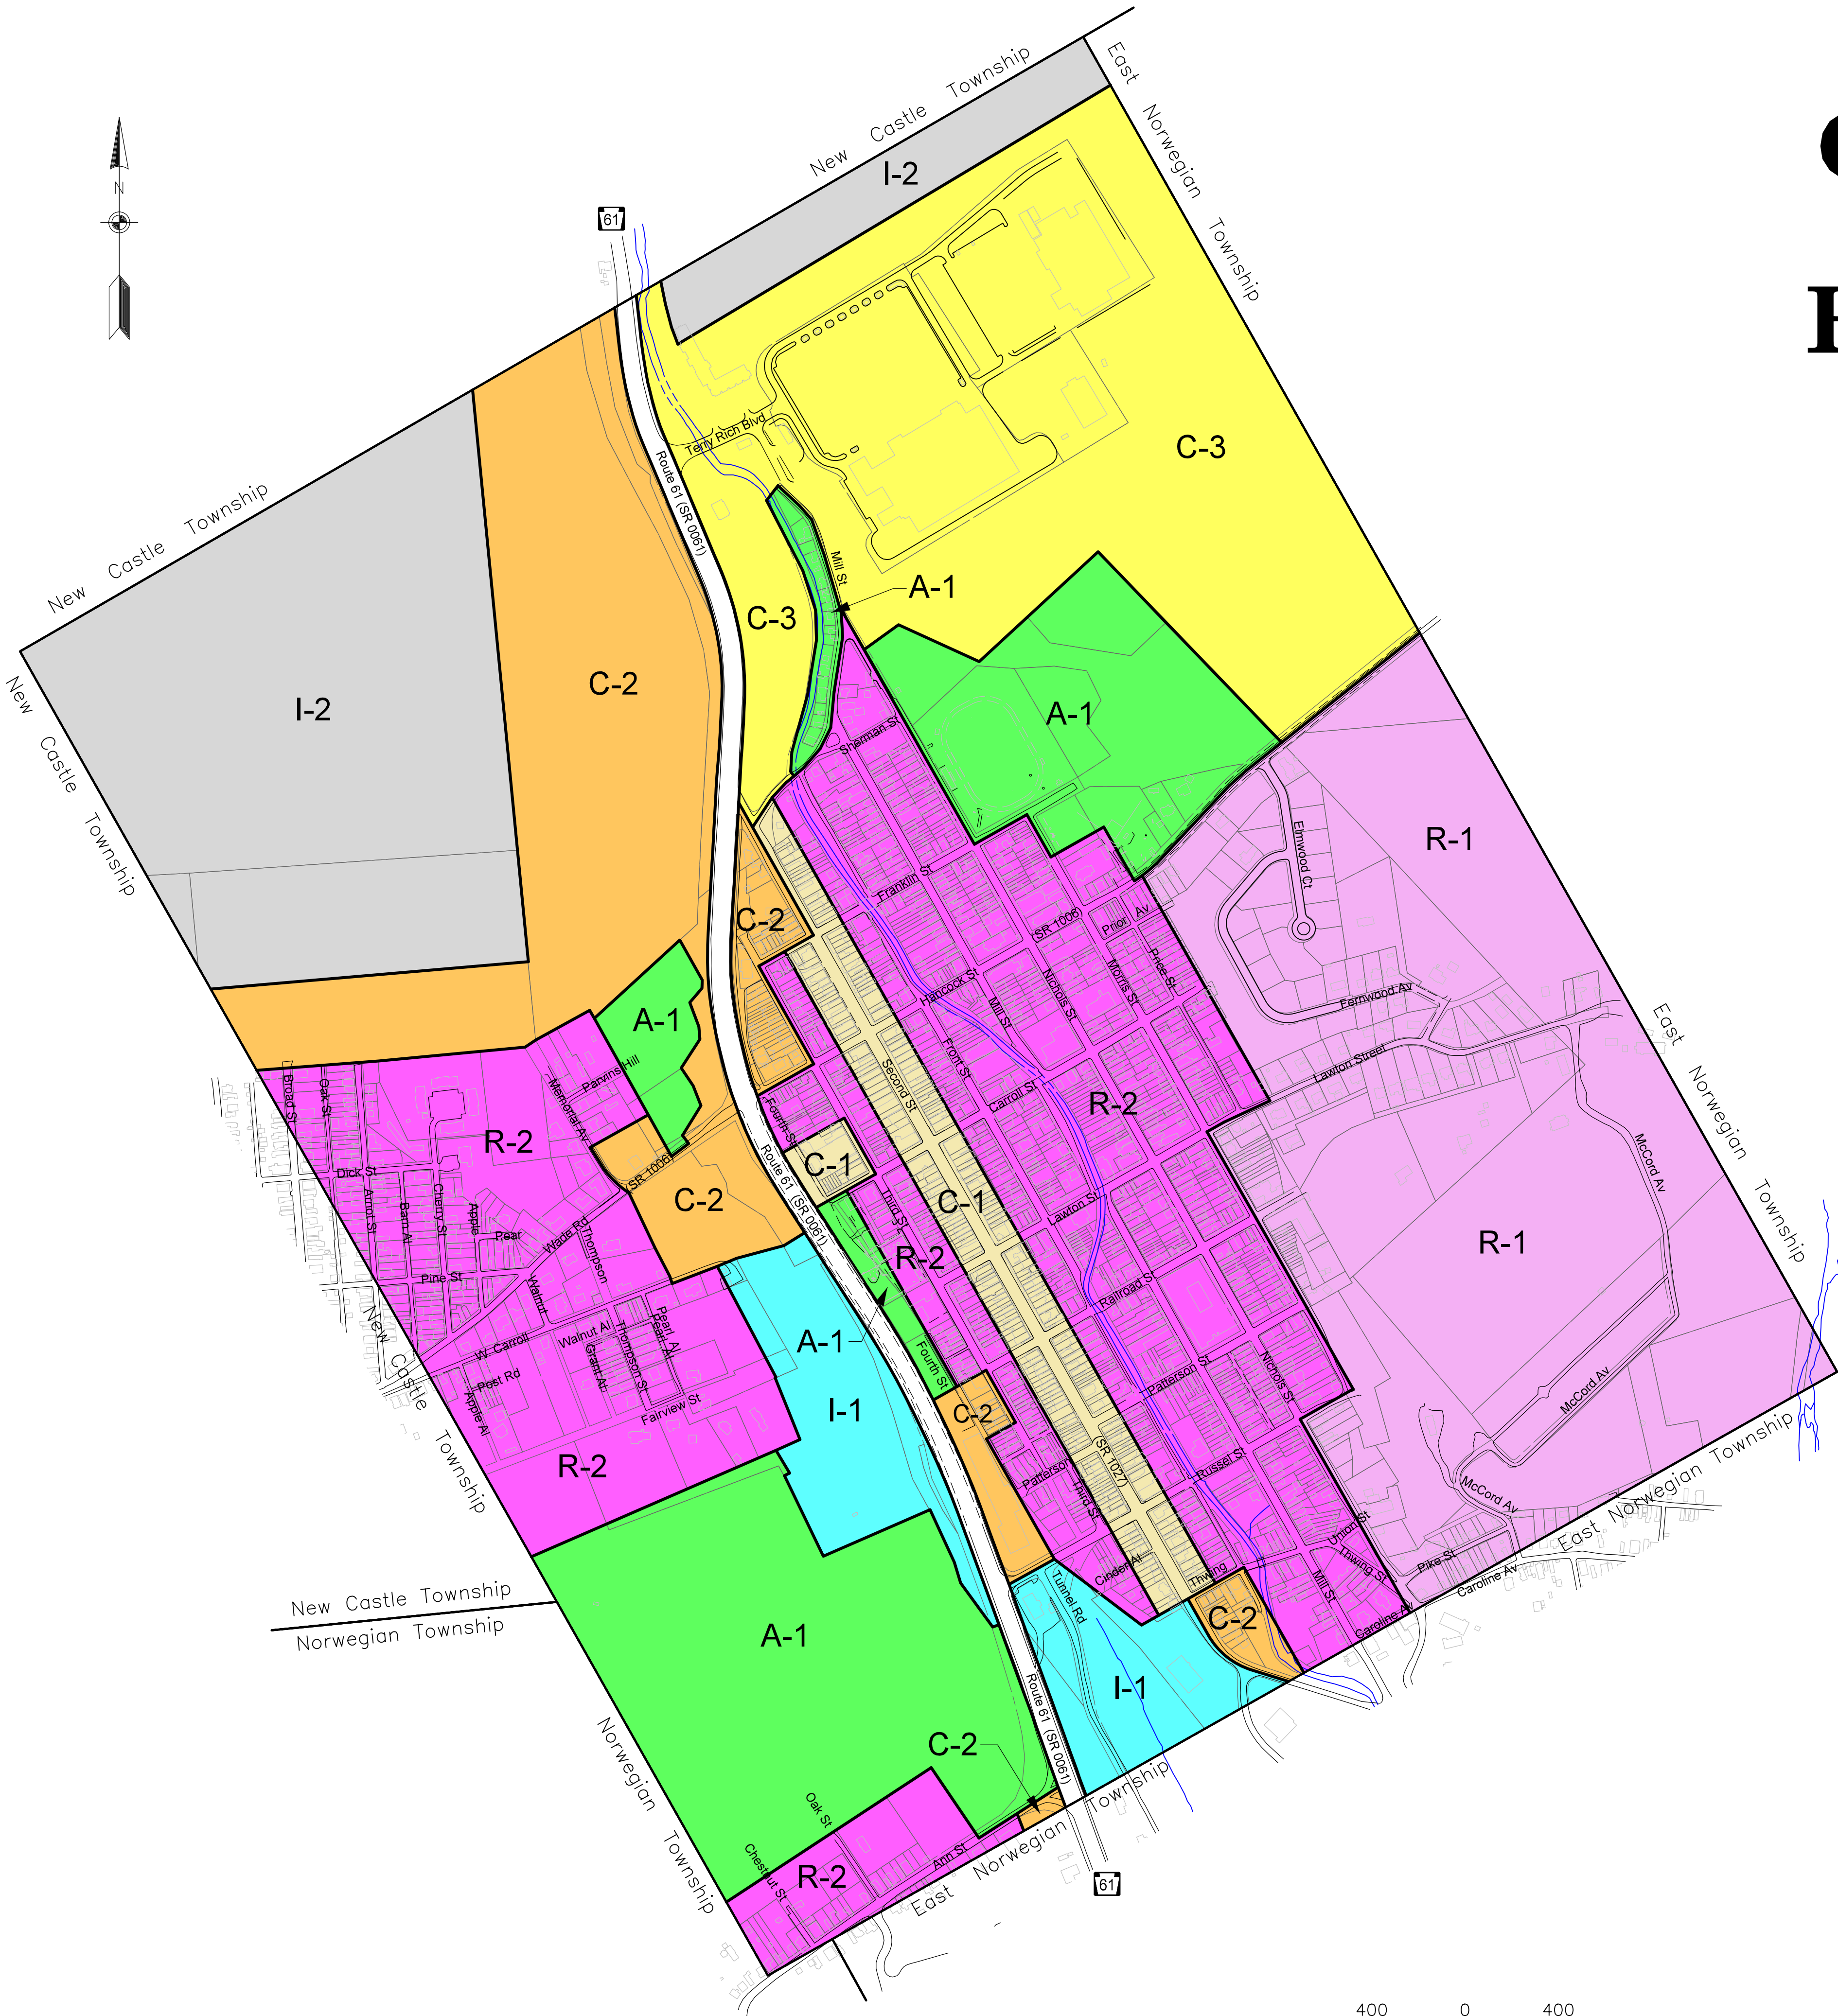 New Castle Township
East Norwegian Township
N
61
I-2
C-3
Terry Rich Blvd
Route 61 (SR 0061)
New Castle Township
Mill St
A-1
C-3
C-2
I-2
A-1
Sherman St
New Castle Township
R-1
Elmwood Ct
Franklin St
C-2
(SR 1006)
Prior Av
Price St
Morris St
Nichols St
Hancock St
Mill St
Fernwood Av
A-1
Parvins Hill
Memorial Av
Front St
Second St
Lawton Street
Carroll St
R-2
East Norwegian Township
Broad St
Oak St
R-2
Fourth St
Route 61 (SR 0061)
C-1
Dick St
(SR 1006)
C-2
Arnot St
Barn Al
Cherry St
Apple
Pear
Wade Rd
Thompson
Third St
C-1
Lawton St
McCord Av
R-1
R-2
Pine St
Walnut
Railroad St
New Castle Township
W. Carroll
Walnut Al
Pearl Al
Pearl Al
Thompson St
Grant Al
Post Rd
Apple Al
Fairview St
A-1
Fourth St
Patterson St
Nichols St
McCord Av
I-1
C-2
R-2
Patterson
(SR 1027)
Russel St
Third St
McCord Av
East Norwegian Township
Union St
Thwing St
Pike St
Caroline Av
Cinder Al
Thwing
Tunnel Rd
Mill St
C-2
Caroline Av
New Castle Township
Norwegian Township
A-1
I-1
Route 61 (SR 0061)
C-2
Norwegian Township
Oak St
Chestnut St
R-2
Ann St
East Norwegian Township
61
400 0 400